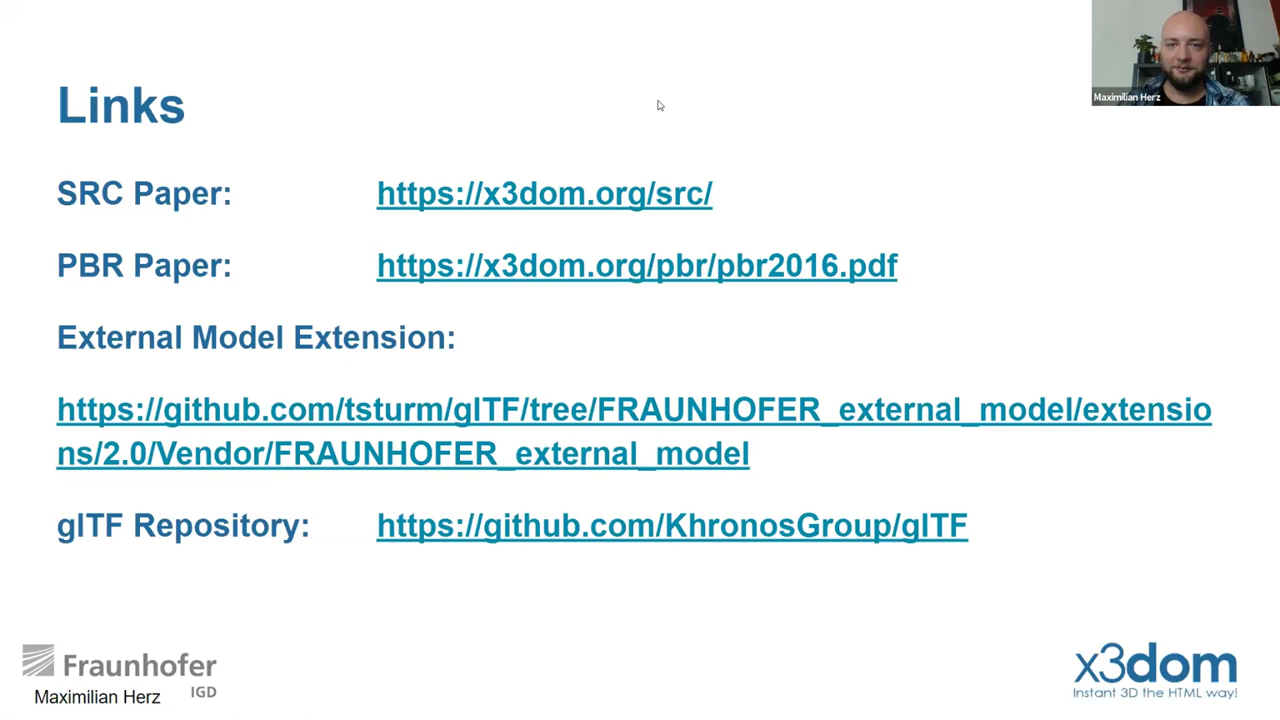 Maximilian Herz
Links
SRC Paper: https://x3dom.org/src/
PBR Paper: https://x3dom.org/pbr/pbr2016.pdf
External Model Extension:
https://github.com/tsturm/glTF/tree/FRAUNHOFER_external_model/extensio
ns/2.0/Vendor/FRAUNHOFER_external_model
glTF Repository: https://github.com/KhronosGroup/glTF
Fraunhofer
IGD
Maximilian Herz
x3dom
Instant 3D the HTML way!